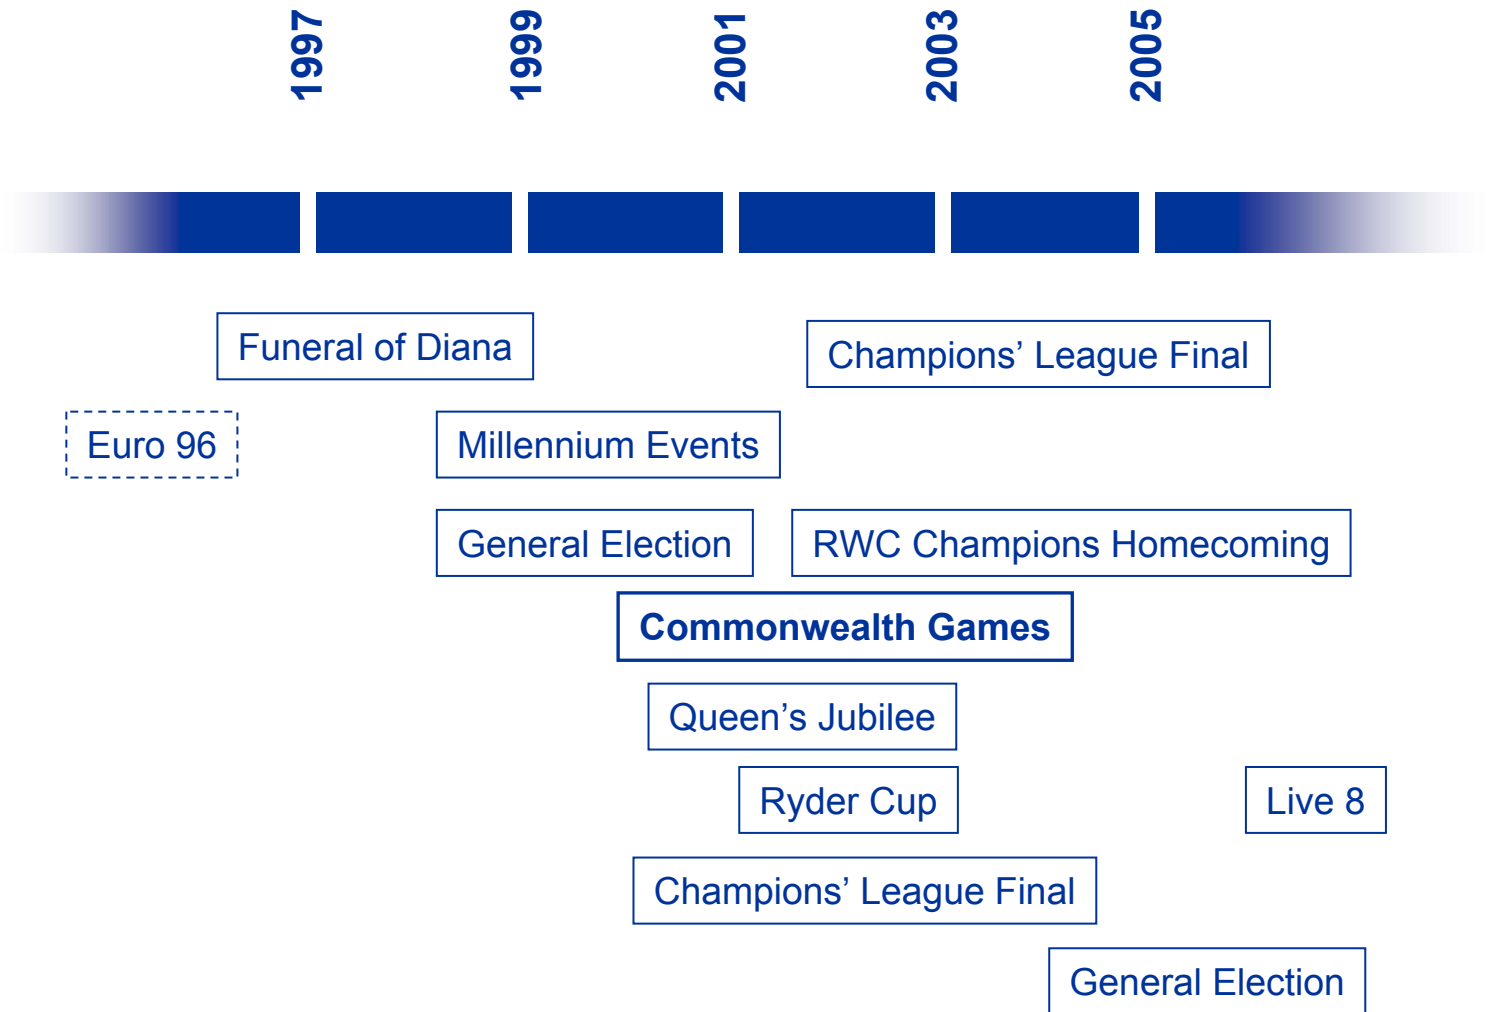 1997
1999
2001
2003
2005
Funeral of Diana
Champions’ League Final
Euro 96
Millennium Events
General Election
RWC Champions Homecoming
Commonwealth Games
Queen’s Jubilee
Ryder Cup
Live 8
Champions’ League Final
General Election